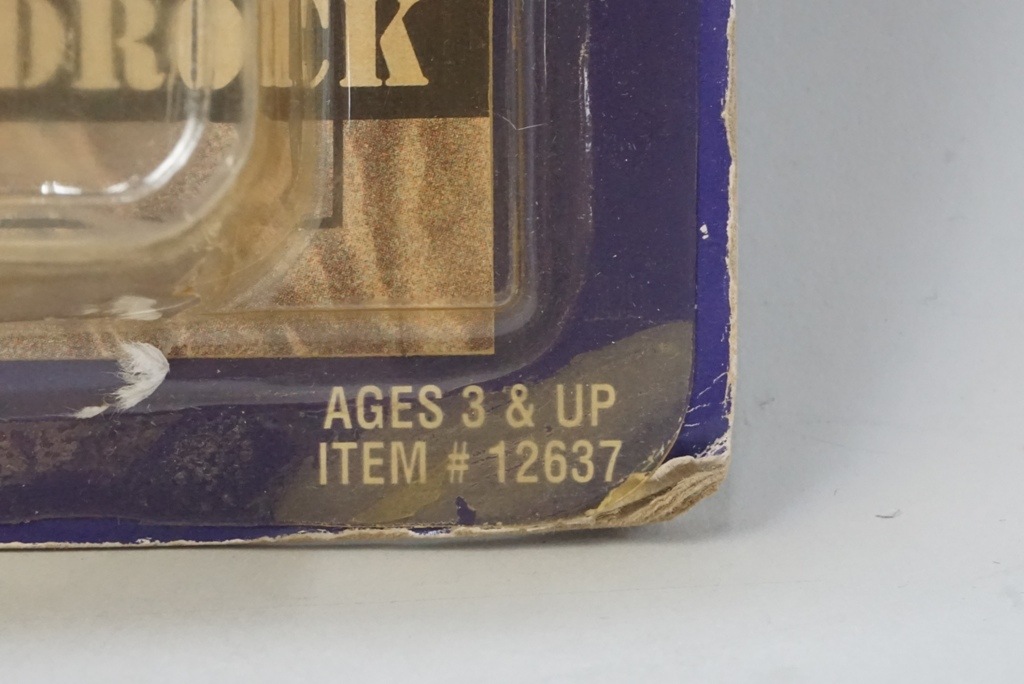 DROCK
AGES 3 & UP
ITEM # 12637